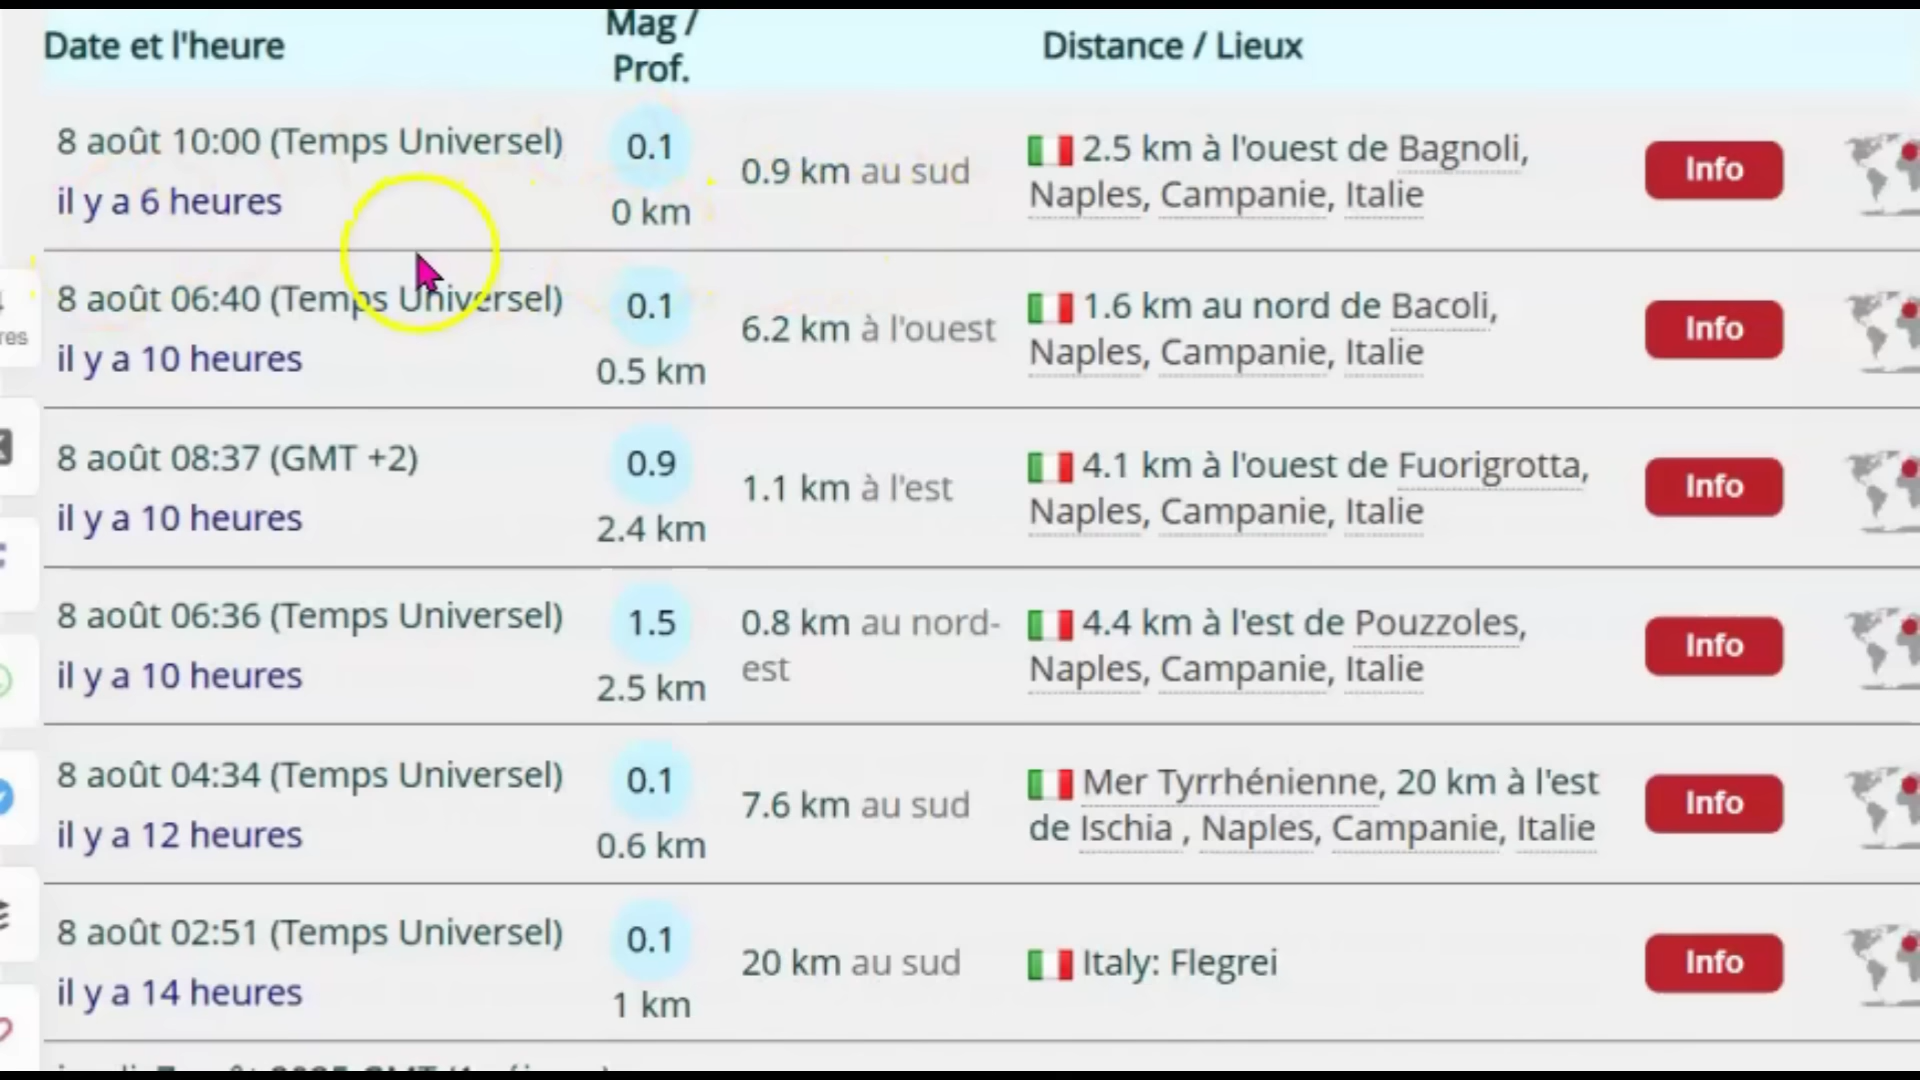 Date et l'heure
Mag /
Prof.
Distance / Lieux
8 août 10:00 (Temps Universel)
il y a 6 heures
0.1
0 km
0.9 km au sud
2.5 km à l'ouest de Bagnoli,
Naples, Campanie, Italie
Info
8 août 06:40 (Temps Universel)
il y a 10 heures
0.1
0.5 km
6.2 km à l'ouest
1.6 km au nord de Bacoli,
Naples, Campanie, Italie
Info
8 août 08:37 (GMT +2)
il y a 10 heures
0.9
2.4 km
1.1 km à l'est
4.1 km à l'ouest de Fuorigrotta,
Naples, Campanie, Italie
Info
8 août 06:36 (Temps Universel)
il y a 10 heures
1.5
2.5 km
0.8 km au nord-
est
4.4 km à l'est de Pouzzoles,
Naples, Campanie, Italie
Info
8 août 04:34 (Temps Universel)
il y a 12 heures
0.1
0.6 km
7.6 km au sud
Mer Tyrrhénienne, 20 km à l'est
de Ischia , Naples, Campanie, Italie
Info
8 août 02:51 (Temps Universel)
il y a 14 heures
0.1
1 km
20 km au sud
Italy: Flegrei
Info